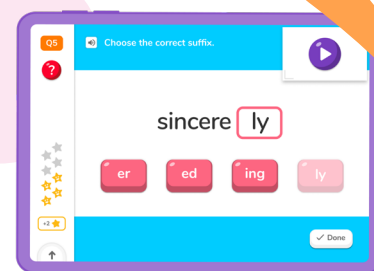 Q5
Choose the correct suffix.
?
sincere ly
er
ed
ing
ly
+2
Done